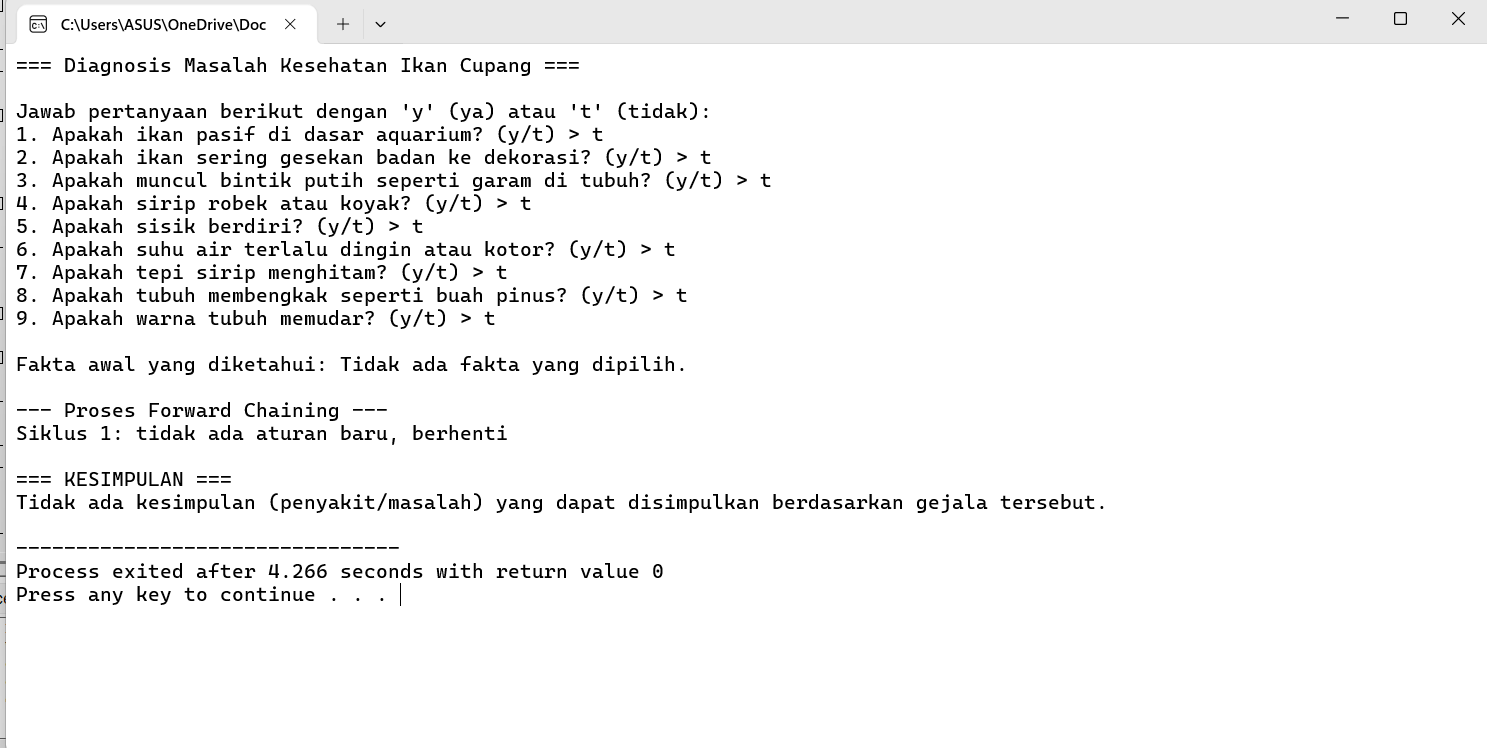 C:\Users\ASUS\OneDrive\Doc
=== Diagnosis Masalah Kesehatan Ikan Cupang ===
Jawab pertanyaan berikut dengan 'y' (ya) atau 't' (tidak):
1. Apakah ikan pasif di dasar aquarium? (y/t) > t
2. Apakah ikan sering gesekan badan ke dekorasi? (y/t) > t
3. Apakah muncul bintik putih seperti garam di tubuh? (y/t) > t
4. Apakah sirip robek atau koyak? (y/t) > t
5. Apakah sisik berdiri? (y/t) > t
6. Apakah suhu air terlalu dingin atau kotor? (y/t) > t
7. Apakah tepi sirip menghitam? (y/t) > t
8. Apakah tubuh membengkak seperti buah pinus? (y/t) > t
9. Apakah warna tubuh memudar? (y/t) > t
Fakta awal yang diketahui: Tidak ada fakta yang dipilih.
--- Proses Forward Chaining ---
Siklus 1: tidak ada aturan baru, berhenti
=== KESIMPULAN ===
Tidak ada kesimpulan (penyakit/masalah) yang dapat disimpulkan berdasarkan gejala tersebut.
--------------------------------
Process exited after 4.266 seconds with return value 0
Press any key to continue . . .